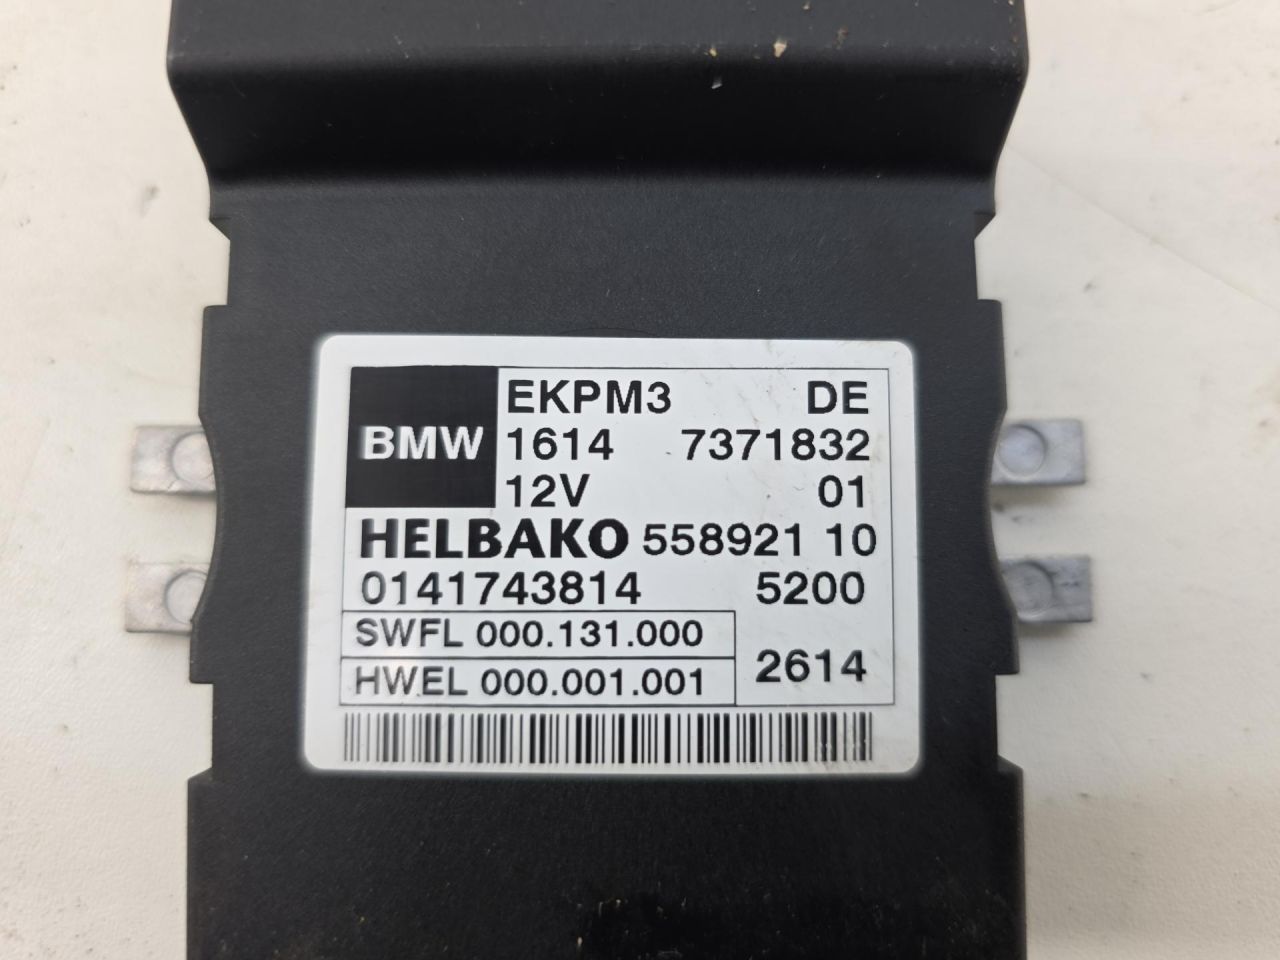 BMW
EKPM3 DE
1614 7371832
12V 01
HELBAKO 558921 10
0141743814 5200
SWFL 000.131.000
HWEL 000.001.001
2614